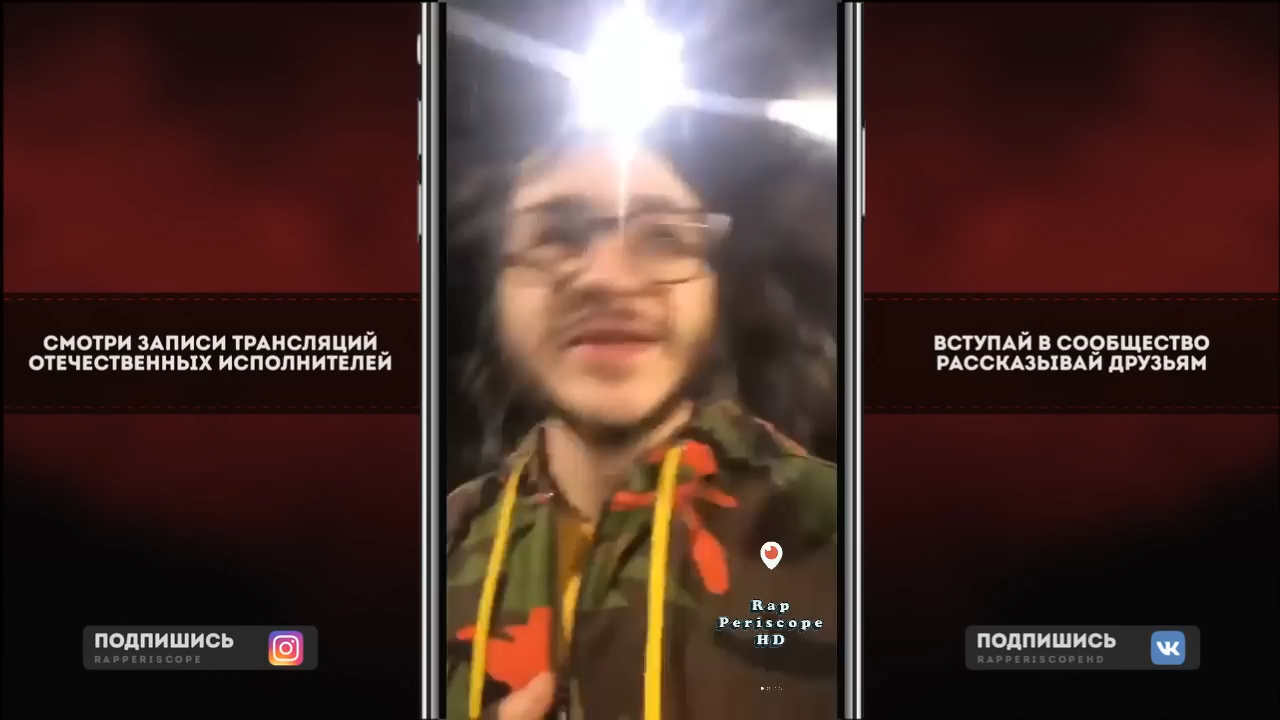 СМОТРИ ЗАПИСИ ТРАНСЛЯЦИЙ
ОТЕЧЕСТВЕННЫХ ИСПОЛНИТЕЛЕЙ
ВСТУПАЙ В СООБЩЕСТВО
РАССКАЗЫВАЙ ДРУЗЬЯМ
Rap
Periscope
HD
ПОДПИШИСЬ
RAPPERISCOPE
ПОДПИШИСЬ
RAPPERISCOPEHD